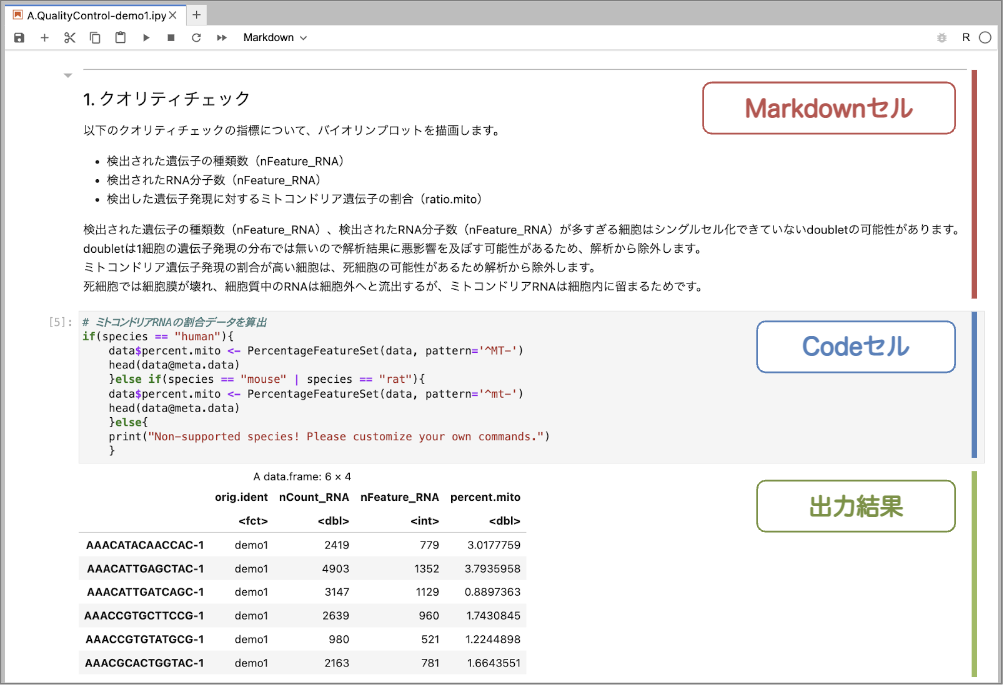 A.QualityControl-demo1.ipy
Markdown
R
1. クオリティチェック
Markdownセル
以下のクオリティチェックの指標について、バイオリンプロットを描画します。
• 検出された遺伝子の種類数（nFeature_RNA）
• 検出されたRNA分子数（nFeature_RNA）
• 検出した遺伝子発現に対するミトコンドリア遺伝子の割合（ratio.mito）
検出された遺伝子の種類数（nFeature_RNA）、検出されたRNA分子数（nFeature_RNA）が多すぎる細胞はシングルセル化できていないdoubletの可能性があります。
doubletは1細胞の遺伝子発現の分布では無いので解析結果に悪影響を及ぼす可能性があるため、解析から除外します。
ミトコンドリア遺伝子発現の割合が高い細胞は、死細胞の可能性があるため解析から除外します。
死細胞では細胞膜が壊れ、細胞質中のRNAは細胞外へと流出するが、ミトコンドリアRNAは細胞内に留まるためです。
[5]: # ミトコンドリアRNAの割合データを算出
if(species == "human"){
Codeセル
data$percent.mito <- PercentageFeatureSet(data, pattern='^MT-')
head(data@meta.data)
}else if(species == "mouse" | species == "rat"){
data$percent.mito <- PercentageFeatureSet(data, pattern='^mt-')
head(data@meta.data)
}else{
print("Non-supported species! Please customize your own commands.")
}
A data.frame: 6 × 4
orig.ident nCount_RNA nFeature_RNA percent.mito
出力結果
<fct> <dbl> <int> <dbl>
AAACATACAACCAC-1 demo1 2419 779 3.0177759
AAACATTGAGCTAC-1 demo1 4903 1352 3.7935958
AAACATTGATCAGC-1 demo1 3147 1129 0.8897363
AAACCGTGCTTCCG-1 demo1 2639 960 1.7430845
AAACCGTGTATGCG-1 demo1 980 521 1.2244898
AAACGCACTGGTAC-1 demo1 2163 781 1.6643551